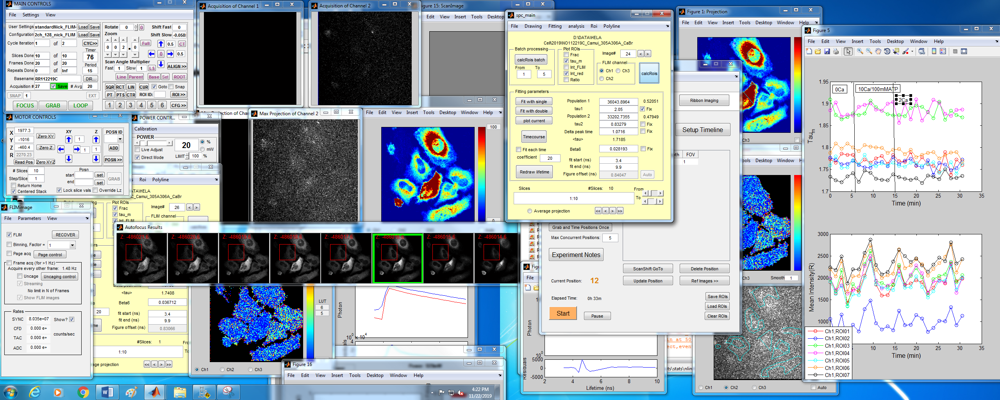 MAIN CONTROLS
File Settings View
User Settings standardNick_FLIM Load Save
Configuration 2ch_128_nick_FLIM Load Save
Cycle Iteration 1 of 2 CYC>>
Timer
Slices Done 10 of 10 76
Frames Done 20 of 20 Period
Repeats Done 0 of Inf 15
Basename RR112219C DIR...
Acquisition # 27 Save # Avg 20
SNAP 1 EXT
FOCUS GRAB LOOP
Rotate 0 0 Shift Fast 0
Zoom Shift Slow -0.058
0 0 2 . 0 Full 0.5 CT
0 0.5
Scan Angle Multiplier
Fast 1 Slow 1 LS ALIGN >>
Line Parent Base Set ROOT
SQR RCT LIN CUR Goto Snap
PT PTS CTR ROI ID: ROI >>
1 2 3 4 5 6 CFG >>
Acquisition of Channel 1
Acquisition of Channel 2
Figure 15: ScanImage
Edit View Insert Tools Desktop
MOTOR CONTROLS
X 1977.3 Zero XY
Y -1016
Z -460.4 Zero Z
R 2270.23
Read Pos Zero XYZ
XY Z POSN ID
1
1 1 ADD
POSN >>
# Slices 10
Step/Slice 1
Return Home
Centered Stack
Posn
start set
end set
GRAB
Lock slice vals Override Lz
POWER CONTR...
Calibration
POWER
20 % mW
Live Adjust
Direct Mode LIMIT 100 %
Max Projection of Channel 2
File Edit View Insert Tools Desktop Window Help
100
0
FLIMimage
File Parameters View
FLIM RECOVER
Binning, Factor = 1
Page acq Page control
Frame acq (for >1 Hz)
Acquire every other frame: 1.48 Hz
Uncage Uncaging control
Streaming
No limit in N of Frames
Show FLIM images
Rates
SYNC 8.035e+07 Show?
CFD 0.000 e+
TAC 0.000 e+ counts/sec
ADC 0.000 e+
Roi Polyline
C_Camui_305A306A_CaBr
Plot ROIs
Frac
tau_m
Int_FLIM
Image# 26 < >
FLIM channel
<tau> 1.7408
Beta6 0.036712
20 fit start (ns) 3.4
fit end (ns) 9.9
Figure offset (ns) 0.83066
#Slices: 1
1:10
<< < > >>
Autofocus Results
Z: -486021.6 Z: -486020.6 Z: -486019.6 Z: -486018.6 Z: -486017.6 Z: -486016.6 Z: -486015.6 Z: -486014.6
LUT
6
5
Ch1 Ch2 Ch3
Photon
Figure 16
File Edit View Insert Tools Desktop Window Help
4:22 PM
11/22/2019
spc_main
File Drawing Fitting analysis Roi Polyline
D:\DATA\HELA
Cell\2019\NO112219C_Camui_305A306A_CaBr
Batch processing
calcRois batch
From To
1 5
Plot ROIs
Frac
tau_m
Int_FLIM
Int_red
Ratio
Image# 24 < >
FLIM channel
Ch1 Ch3
Ch2
calcRois
Fitting parameters
Fit with single Population 1 36043.8964 0.52051
tau1 2.05 Fix
Fit with double Population 2 33202.7355 0.47949
plot current tau2 0.83279 Fix
Delta peak time 1.0716 Fix
Timecourse <tau> 1.7185
Fit each time Beta6 0.028193 Fix
coefficient 20
fit start (ns) 3.4
Redraw lifetime fit end (ns) 9.9
Figure offset (ns) 0.84047 Auto
Slices #Slices: 10 From
1:10 To
Average projection << < > >>
Ribbon Imaging
Setup Timeline
FOV
1
Grab and Time Positions Once
Max Concurrent Positions: 5
Experiment Notes
ScanShift GoTo Delete Position
Current Position: 12 Update Position Ref Images >>
Elapsed Time: 0h 33m
Save ROIs
Load ROIs
Clear ROIs
Start Pause
File
Photon
Residuals
5000
0
-5000
2 4 6 8 10
Lifetime (ns)
Figure 1: Projection
File Edit View Insert Tools Desktop Window Help
Ch3
Desktop Window Help
Ch3 Smooth 1
Ch1 Ch2 Ch3 Auto
Figure 5
File Edit View Insert Tools Desktop Window Help
0Ca 10Ca/100mMATP 2Ca
1.95
1.9
1.85
1.8
1.75
1.7
Tau_m
0 5 10 15 20 25 30 35
Time (min)
3000
2500
2000
1500
1000
Mean Intensity(R)
5 10 15 20 25 30 35
Time (min)
Ch1,ROI01
Ch1,ROI02
Ch1,ROI03
Ch1,ROI04
Ch1,ROI05
Ch1,ROI06
Ch1,ROI07